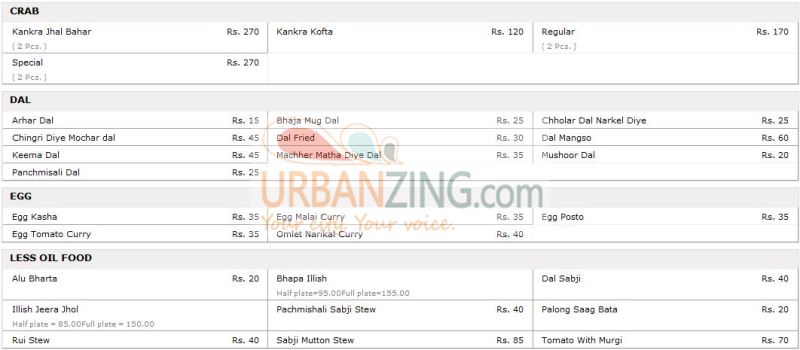 CRAB
Kankra Jhal Bahar Rs. 270 Kankra Kofta Rs. 120 Regular Rs. 170
( 2 Pcs. ) ( 2 Pcs. )
Special Rs. 270
( 2 Pcs. )
DAL
Arhar Dal Rs. 15 Bhaja Mug Dal Rs. 25 Chholar Dal Narkel Diye Rs. 25
Chingri Diye Mochar dal Rs. 45 Dal Fried Rs. 30 Dal Mangso Rs. 60
Keema Dal Rs. 45 Machher Matha Diye Dal Rs. 35 Mushoor Dal Rs. 20
Panchmisali Dal Rs. 25
URBANZING.com
Your city. Your voice.
EGG
Egg Kasha Rs. 35 Egg Malai Curry Rs. 35 Egg Posto Rs. 35
Egg Tomato Curry Rs. 35 Omlet Narikal Curry Rs. 40
LESS OIL FOOD
Alu Bharta Rs. 20 Bhapa Illish Dal Sabji Rs. 40
Half plate=95.00Full plate=155.00
Illish Jeera Jhol Pachmishali Sabji Stew Rs. 40 Palong Saag Bata Rs. 20
Half plate = 85.00Full plate = 150.00
Rui Stew Rs. 40 Sabji Mutton Stew Rs. 85 Tomato With Murgi Rs. 70